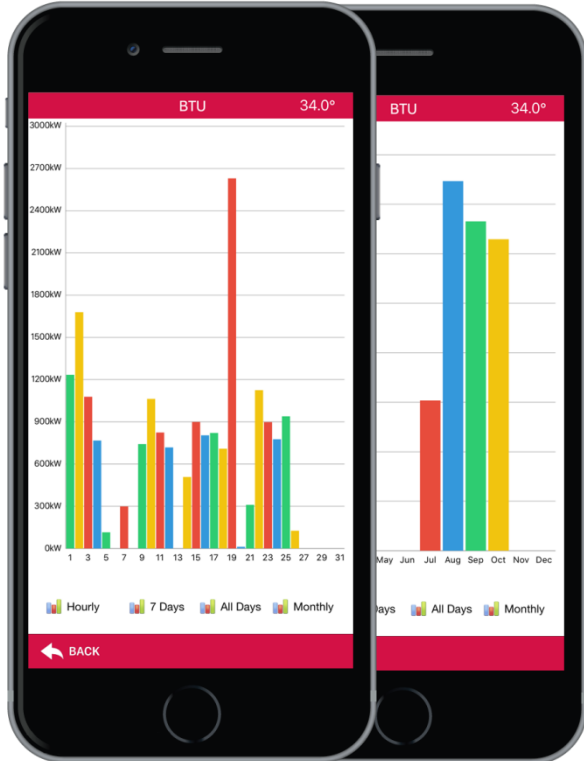 BTU 34.0°
3000kW
2700kW
2400kW
2100kW
1800kW
1500kW
1200kW
900kW
600kW
300kW
0kW
1 3 5 7 9 11 13 15 17 19 21 23 25 27 29 31
Hourly 7 Days All Days Monthly
BACK
BTU 34.0°
May Jun Jul Aug Sep Oct Nov Dec
ays All Days Monthly